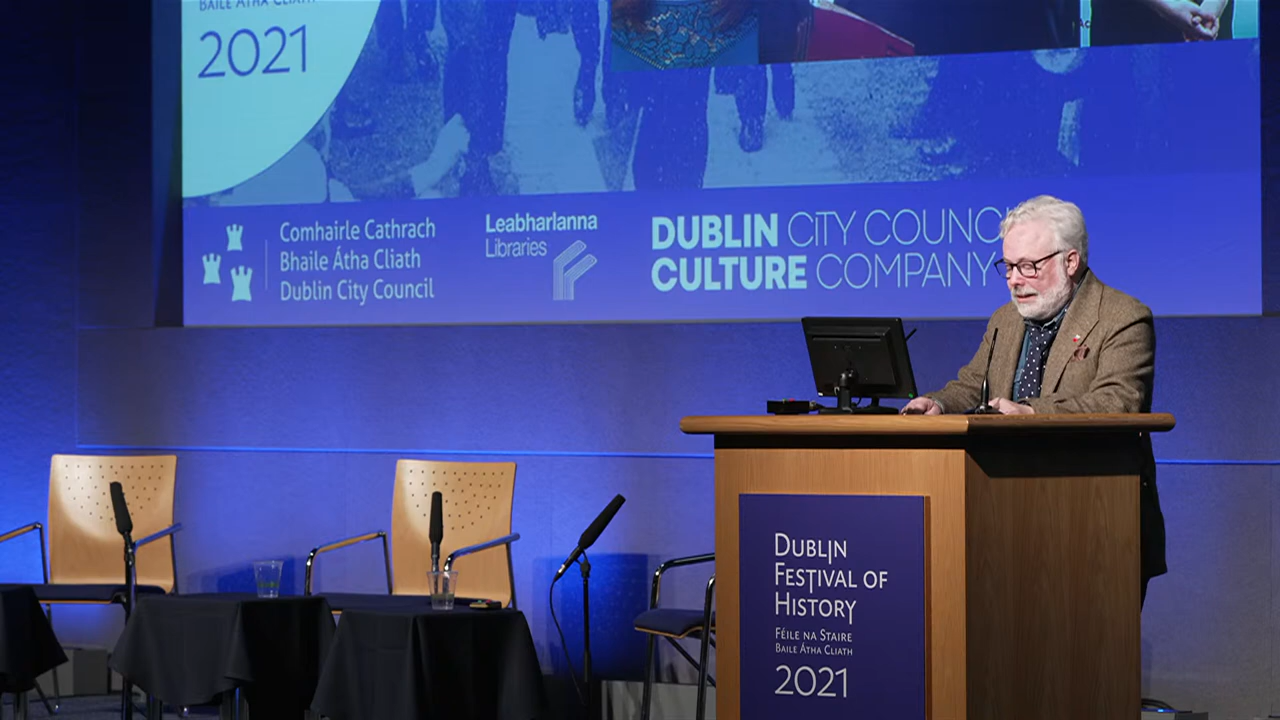 BAILE ÁTHA CLIATH
2021
Comhairle Cathrach
Bhaile Átha Cliath
Dublin City Council
Leabharlanna
Libraries
DUBLIN CITY COUNC
CULTURE COMPANY
DUBLIN
FESTIVAL OF
HISTORY
FÉILE NA STAIRE
BAILE ÁTHA CLIATH
2021